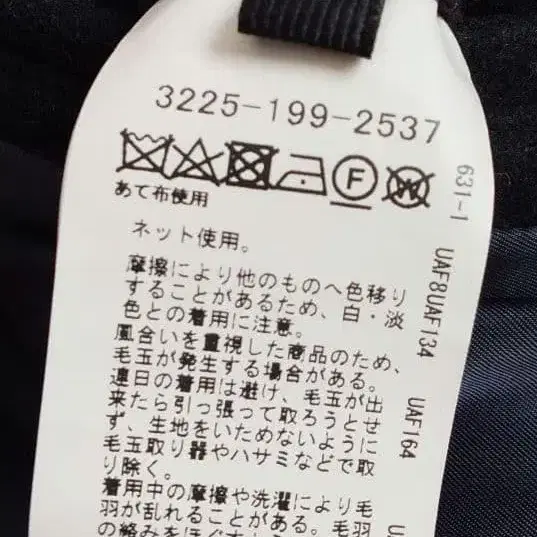 3225-199-2537
F W
あて布使用
ネット使用。
摩擦により他のものへ色移り
することがあるため、白・淡
色との着用に注意。
風合いを重視した商品のため、
毛玉が発生する場合がある。
連日の着用は避け、毛玉が出
来たら引っ張って取ろうとせ
ず、生地をいためないように
毛玉取り器やハサミなどで取
り除く。
着用中の摩擦や洗濯により毛
羽が乱れることがある。毛羽
の絡みをほぐす
631-1
UAF8UAF134
UAF164